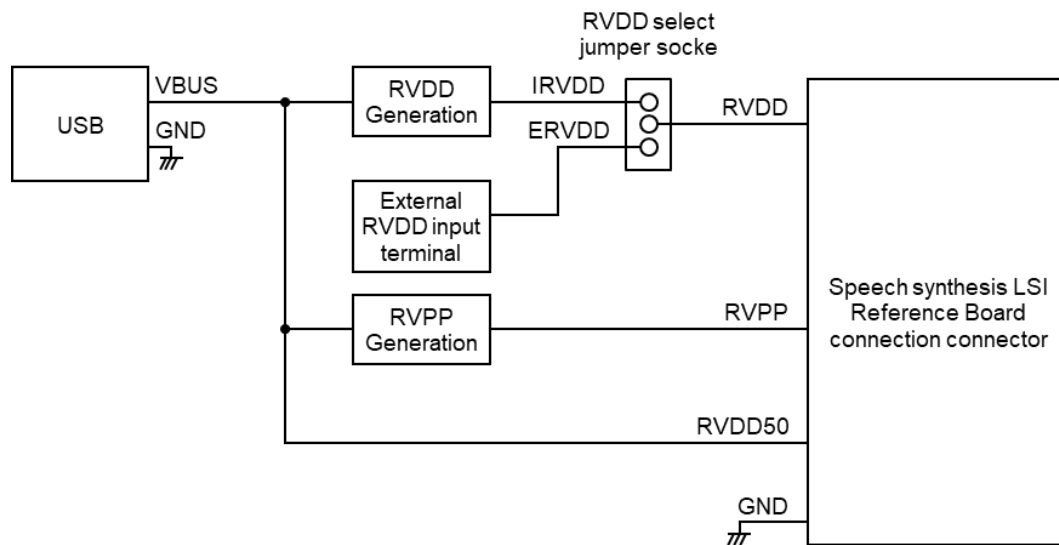 RVDD select
jumper socke
USB
VBUS
GND
RVDD
Generation
IRVDD
ERVDD
RVDD
External
RVDD input
terminal
RVPP
Generation
RVPP
RVDD50
GND
Speech synthesis LSI
Reference Board
connection connector